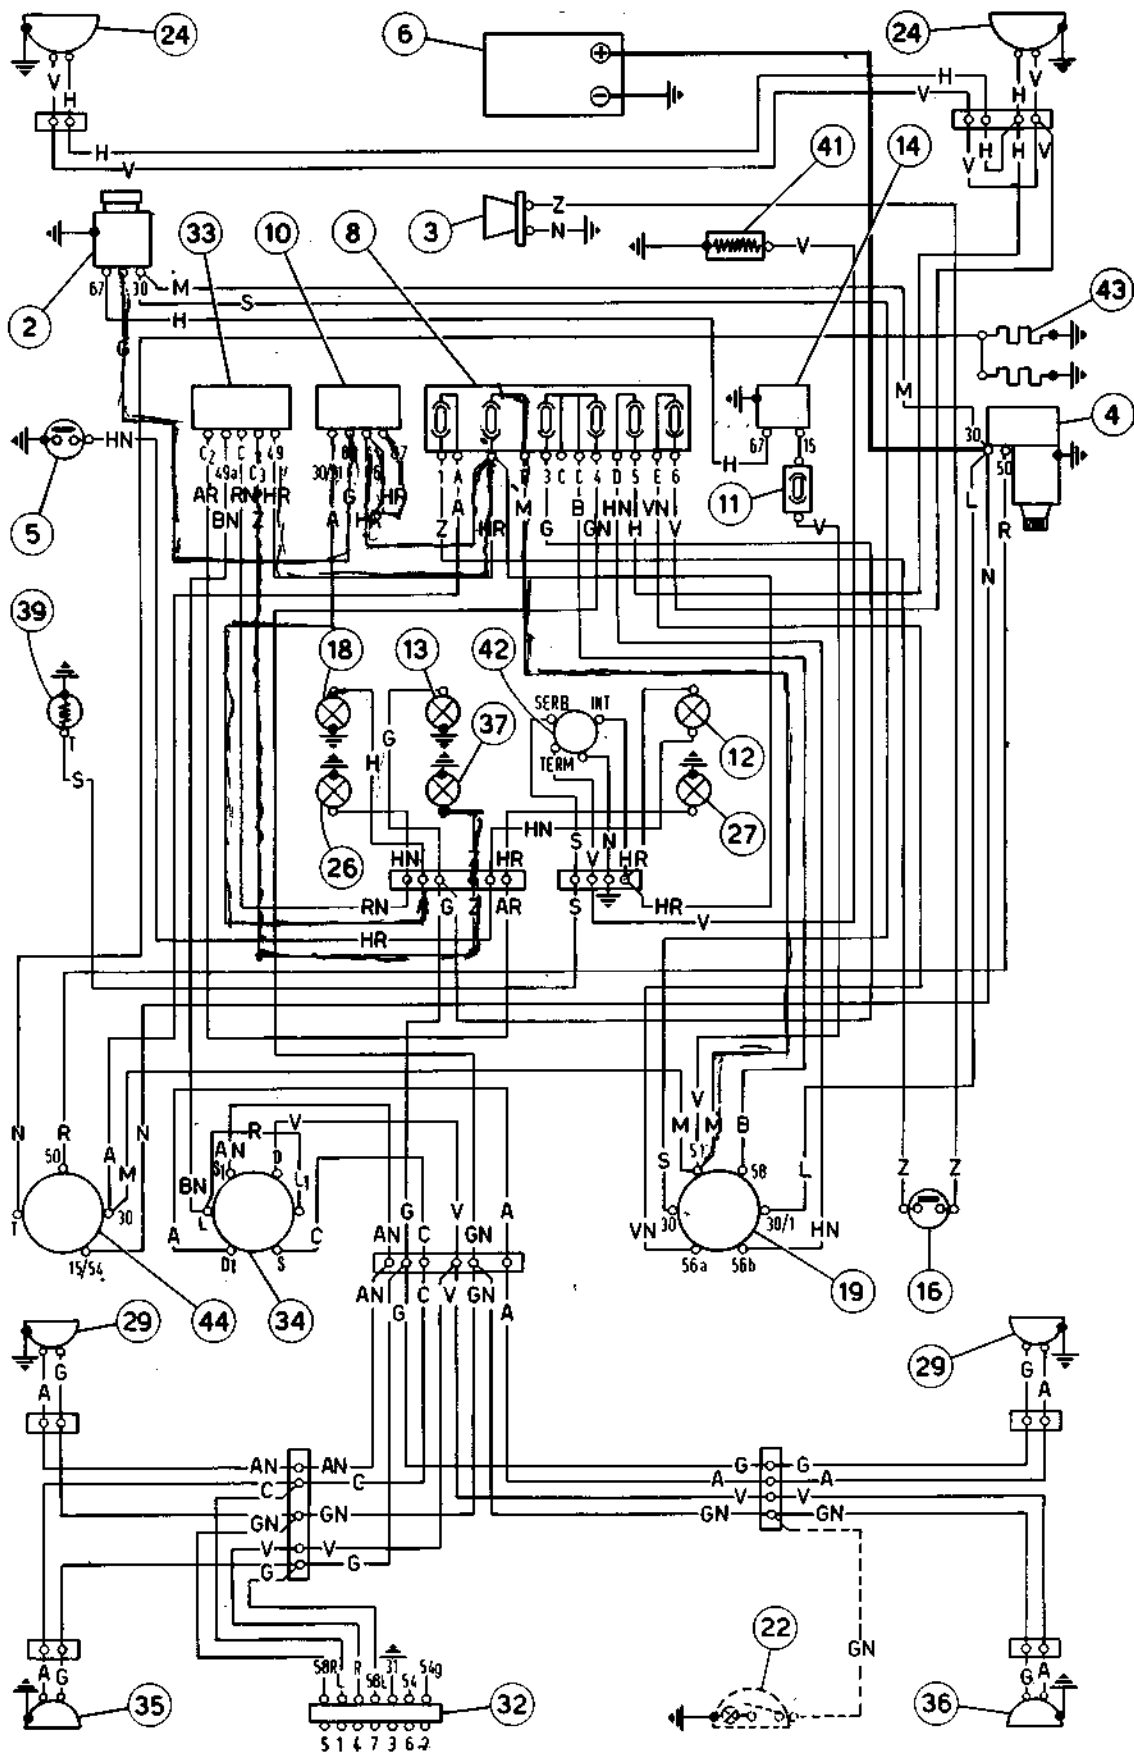 24
6
24
V
H
H
V
H
V
V
H
V
H
H
V
41
14
3
Z
N
V
33
10
8
2
67
30
M
S
H
G
43
M
4
30
50
L
R
N
HN
5
C2
49a
C
C3
49
AR
BN
RN
Z
HR
30/51
A
G
HR
HR
87
1
A
3
C
4
D
5
E
6
Z
A
HR
M
G
B
GN
HN
H
VN
V
67
15
H
11
V
39
T
S
18
13
42
37
12
26
27
SERB
INT
TERM
H
G
HN
HN
HR
S
V
N
HR
RN
A
G
Z
AR
HR
S
HR
V
N
R
N
A
M
50
T
30
15/54
44
BN
A
AN
S1
R
V
D
L1
L
D1
S
A
C
34
AN
G
C
V
GN
A
AN
G
C
V
GN
A
S
M
V
M
B
L
51
58
30
30/1
56a
56b
VN
HN
19
Z
Z
16
29
29
A
G
G
A
AN
AN
C
C
GN
GN
V
V
G
G
G
G
A
A
V
V
GN
GN
GN
22
A
G
35
58R
L
R
58L
31
54
54g
32
5
1
4
7
3
6
2
G
A
36